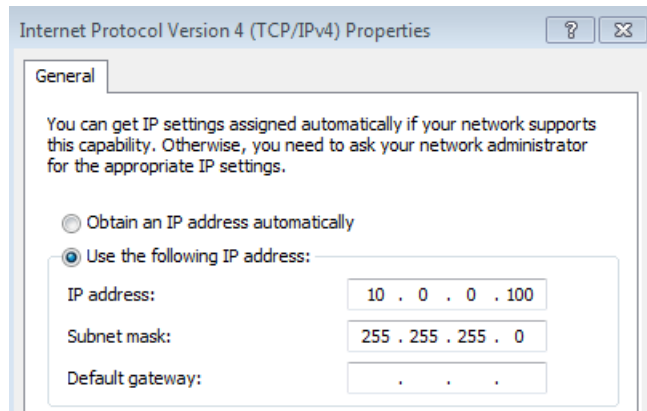 Internet Protocol Version 4 (TCP/IPv4) Properties
General
You can get IP settings assigned automatically if your network supports
this capability. Otherwise, you need to ask your network administrator
for the appropriate IP settings.
Obtain an IP address automatically
Use the following IP address:
IP address: 10 . 0 . 0 . 100
Subnet mask: 255 . 255 . 255 . 0
Default gateway: . . .